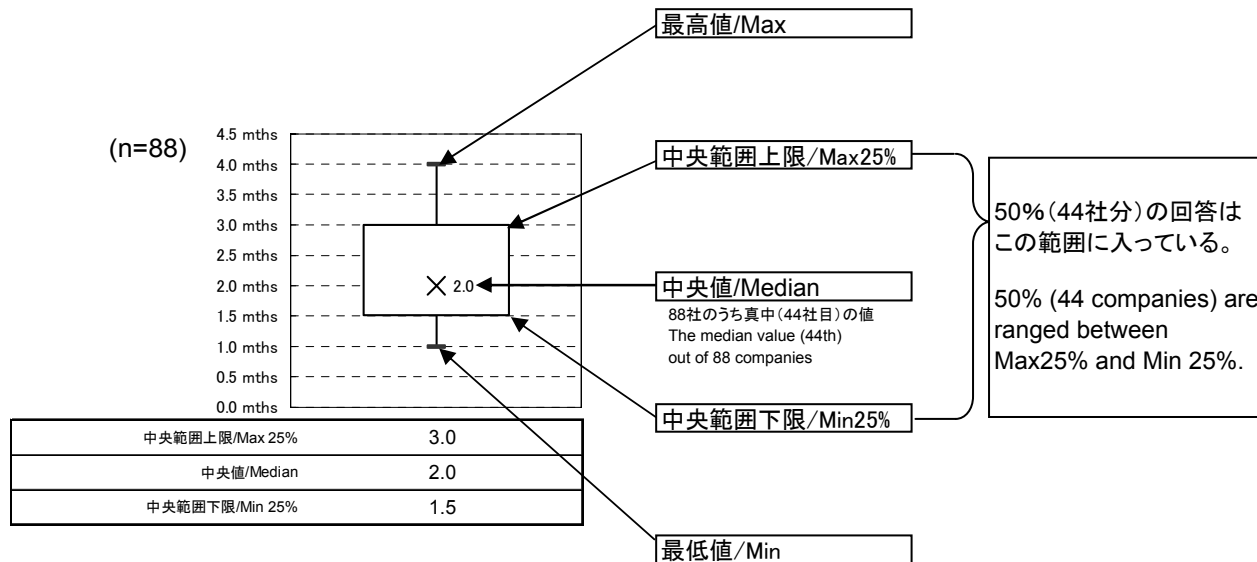 最高値/Max
(n=88)
4.5 mths
4.0 mths
3.5 mths
3.0 mths
2.5 mths
2.0 mths
1.5 mths
1.0 mths
0.5 mths
0.0 mths
2.0
中央範囲上限/Max25%
中央値/Median
88社のうち真中(44社目)の値
The median value (44th)
out of 88 companies
中央範囲下限/Min25%
最低値/Min
50%(44社分)の回答は
この範囲に入っている。
50% (44 companies) are
ranged between
Max25% and Min 25%.
中央範囲上限/Max 25% 3.0
中央値/Median 2.0
中央範囲下限/Min 25% 1.5